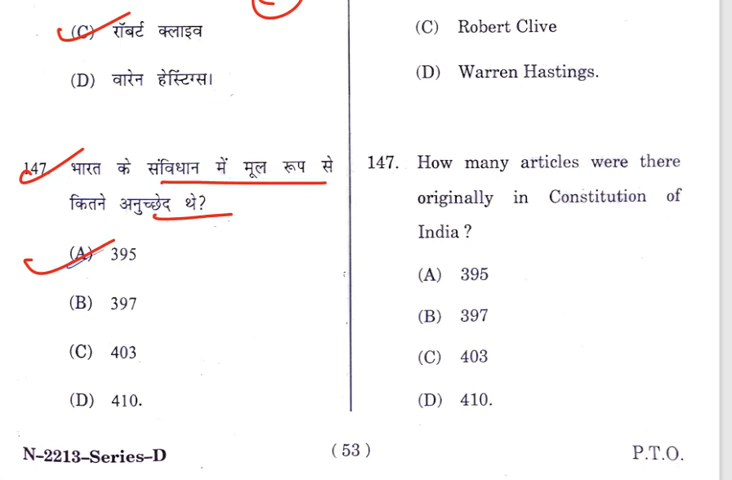 (C) रॉबर्ट क्लाइव
(D) वारेन हेस्टिंग्स।
147. भारत के संविधान में मूल रूप से
कितने अनुच्छेद थे?
(A) 395
(B) 397
(C) 403
(D) 410.
(C) Robert Clive
(D) Warren Hastings.
147. How many articles were there
originally in Constitution of
India ?
(A) 395
(B) 397
(C) 403
(D) 410.
N-2213-Series-D
( 53 )
P.T.O.